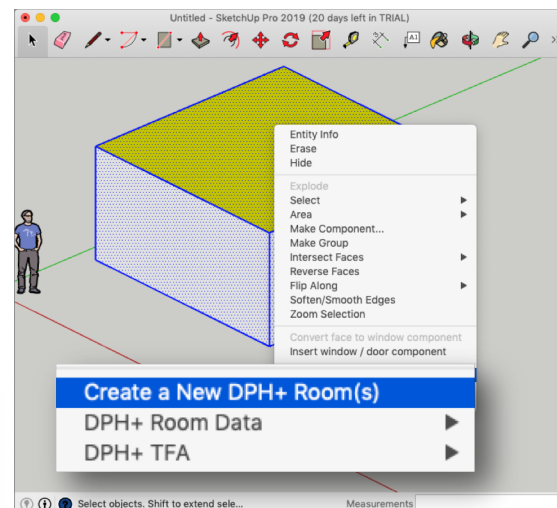 Untitled - SketchUp Pro 2019 (20 days left in TRIAL)
A1
Entity Info
Erase
Hide
Explode
Select
Area
Make Component...
Make Group
Intersect Faces
Reverse Faces
Flip Along
Soften/Smooth Edges
Zoom Selection
Convert face to window component
Insert window / door component
Create a New DPH+ Room(s)
DPH+ Room Data
DPH+ TFA
Select objects. Shift to extend sele... Measurements